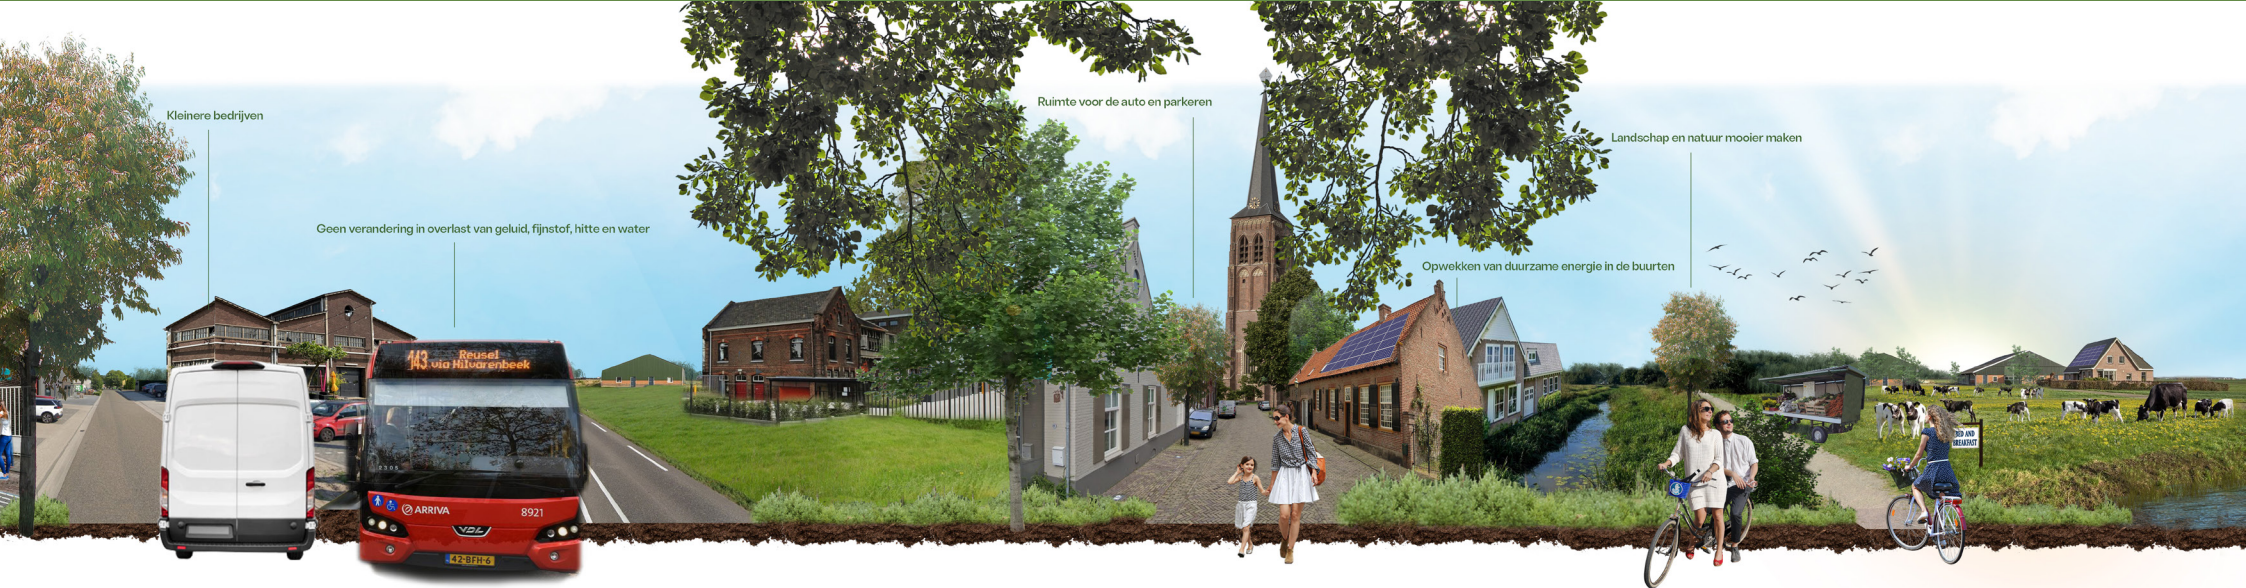 Kleinere bedrijven
Geen verandering in overlast van geluid, fijnstof, hitte en water
Ruimte voor de auto en parkeren
Landschap en natuur mooier maken
Opwekken van duurzame energie in de buurten
143 Reusel
via Hilvarenbeek
2305
ARRIVA
8921
VDL
42-BFH-6
BED AND
BREAKFAST